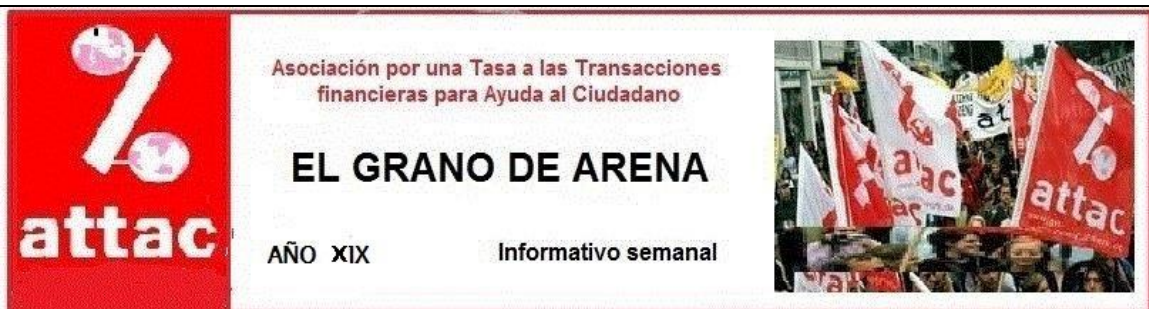 attac
Asociación por una Tasa a las Transacciones
financieras para Ayuda al Ciudadano
EL GRANO DE ARENA
AÑO XIX
Informativo semanal
attac
attac